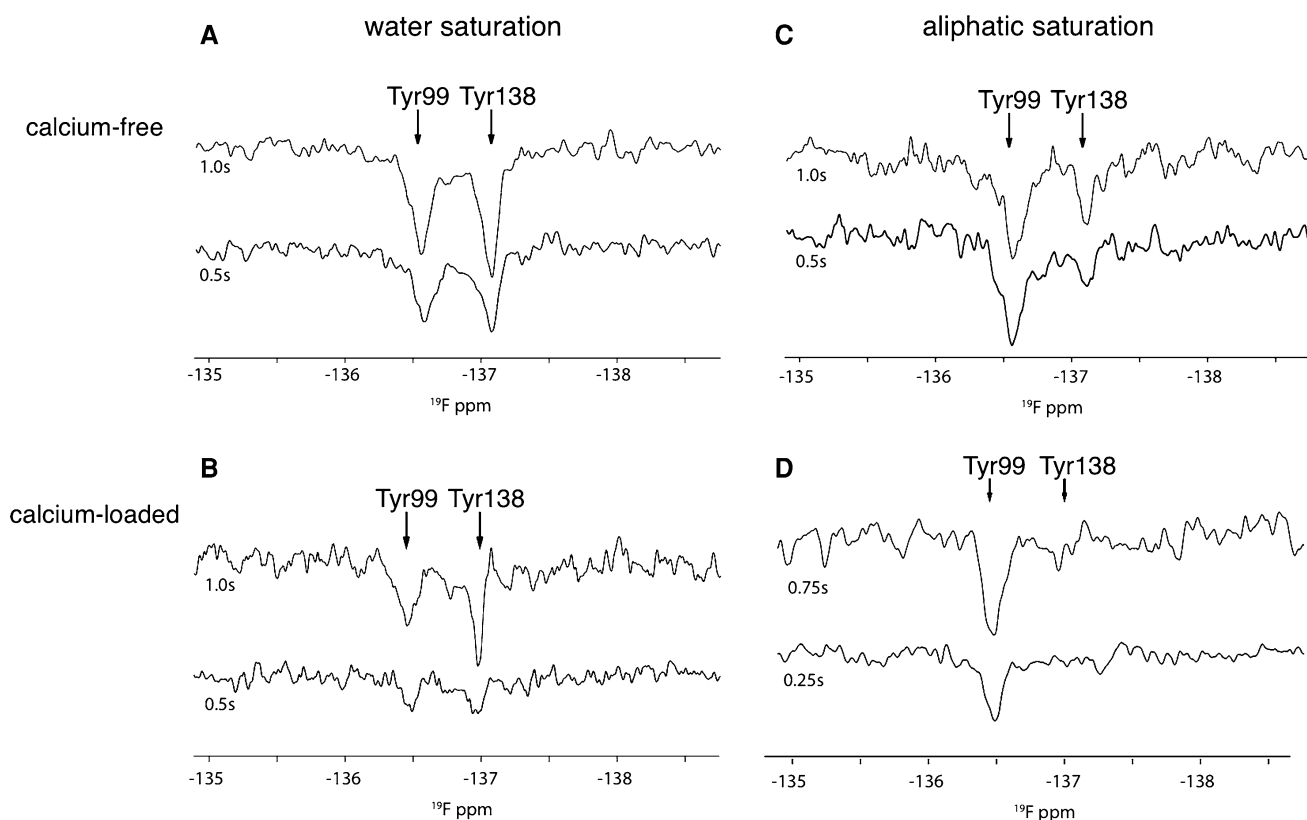 A
water saturation
Tyr99 Tyr138
calcium-free
1.0s
0.5s
-135 -136 -137 -138
¹⁹F ppm
C
aliphatic saturation
Tyr99 Tyr138
1.0s
0.5s
-135 -136 -137 -138
¹⁹F ppm
B
Tyr99 Tyr138
calcium-loaded
1.0s
0.5s
-135 -136 -137 -138
¹⁹F ppm
D
Tyr99 Tyr138
0.75s
0.25s
-135 -136 -137 -138
¹⁹F ppm